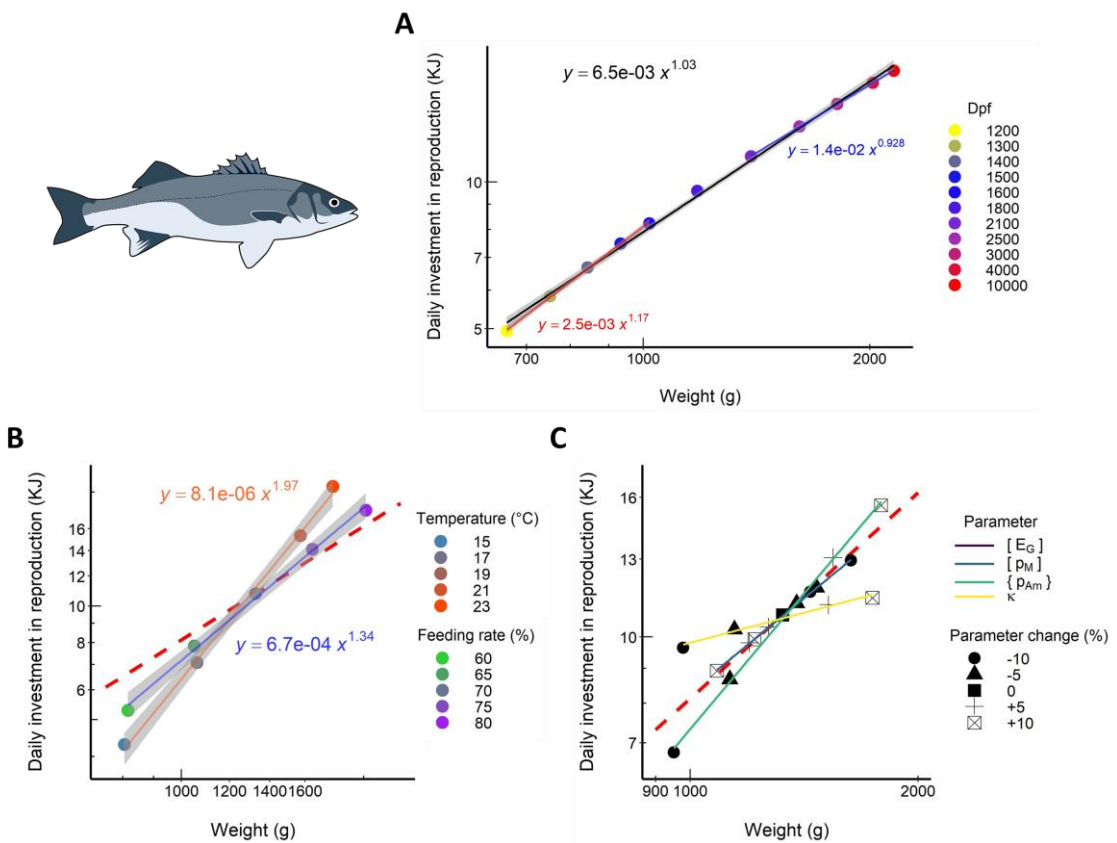 A
Daily investment in reproduction (KJ)
y = 6.5e-03 x^1.03
y = 1.4e-02 x^0.928
y = 2.5e-03 x^1.17
10
7
5
700
1000
2000
Weight (g)
Dpf
1200
1300
1400
1500
1600
1800
2100
2500
3000
4000
10000
B
Daily investment in reproduction (KJ)
y = 8.1e-06 x^1.97
y = 6.7e-04 x^1.34
16
14
10
8
6
1000
1200
1400
1600
Weight (g)
Temperature (°C)
15
17
19
21
23
Feeding rate (%)
60
65
70
75
80
C
Daily investment in reproduction (KJ)
16
13
10
7
900
1000
2000
Weight (g)
Parameter
[ E_G ]
[ p_M ]
{ p_Am }
κ
Parameter change (%)
-10
-5
0
+5
+10